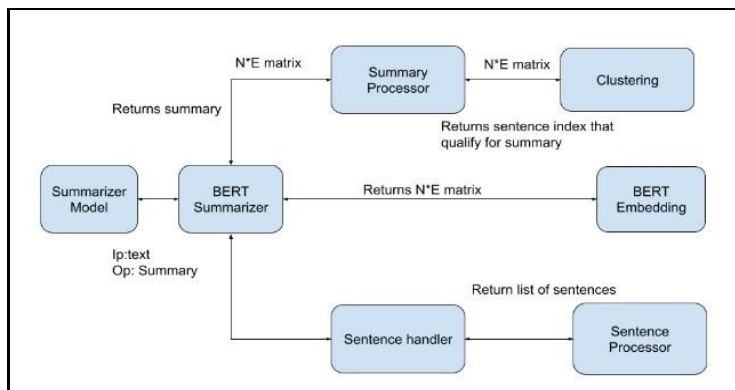 N*E matrix
Summary
Processor
N*E matrix
Clustering
Returns summary
Returns sentence index that
qualify for summary
Summarizer
Model
BERT
Summarizer
Returns N*E matrix
BERT
Embedding
Ip:text
Op: Summary
Return list of sentences
Sentence handler
Sentence
Processor